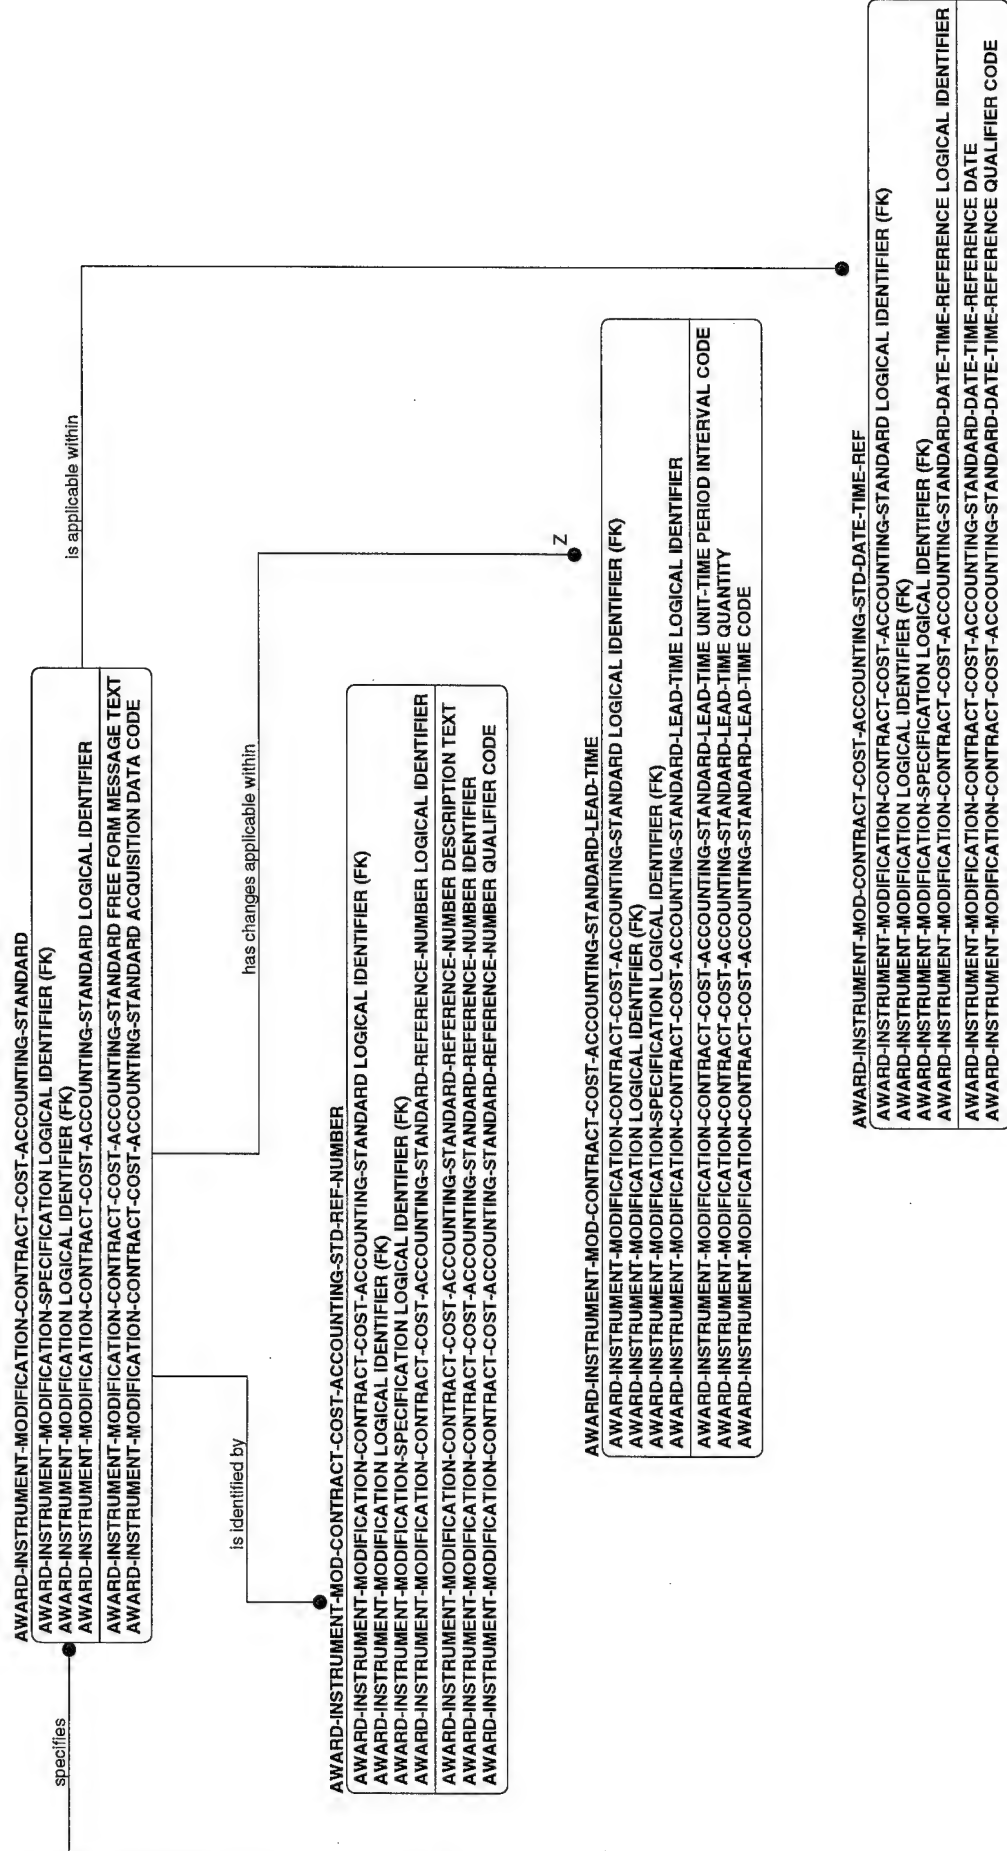 specifies
AWARD-INSTRUMENT-MODIFICATION-CONTRACT-COST-ACCOUNTING-STANDARD
AWARD-INSTRUMENT-MODIFICATION-SPECIFICATION LOGICAL IDENTIFIER (FK)
AWARD-INSTRUMENT-MODIFICATION LOGICAL IDENTIFIER (FK)
AWARD-INSTRUMENT-MODIFICATION-CONTRACT-COST-ACCOUNTING-STANDARD LOGICAL IDENTIFIER
AWARD-INSTRUMENT-MODIFICATION-CONTRACT-COST-ACCOUNTING-STANDARD FREE FORM MESSAGE TEXT
AWARD-INSTRUMENT-MODIFICATION-CONTRACT-COST-ACCOUNTING-STANDARD ACQUISITION DATA CODE
is applicable within
is identified by
has changes applicable within
AWARD-INSTRUMENT-MOD-CONTRACT-COST-ACCOUNTING-STD-REF-NUMBER
AWARD-INSTRUMENT-MODIFICATION-CONTRACT-COST-ACCOUNTING-STANDARD LOGICAL IDENTIFIER (FK)
AWARD-INSTRUMENT-MODIFICATION LOGICAL IDENTIFIER (FK)
AWARD-INSTRUMENT-MODIFICATION-SPECIFICATION LOGICAL IDENTIFIER (FK)
AWARD-INSTRUMENT-MODIFICATION-CONTRACT-COST-ACCOUNTING-STANDARD-REFERENCE-NUMBER LOGICAL IDENTIFIER
AWARD-INSTRUMENT-MODIFICATION-CONTRACT-COST-ACCOUNTING-STANDARD-REFERENCE-NUMBER DESCRIPTION TEXT
AWARD-INSTRUMENT-MODIFICATION-CONTRACT-COST-ACCOUNTING-STANDARD-REFERENCE-NUMBER IDENTIFIER
AWARD-INSTRUMENT-MODIFICATION-CONTRACT-COST-ACCOUNTING-STANDARD-REFERENCE-NUMBER QUALIFIER CODE
Z
AWARD-INSTRUMENT-MOD-CONTRACT-COST-ACCOUNTING-STANDARD-LEAD-TIME
AWARD-INSTRUMENT-MODIFICATION-CONTRACT-COST-ACCOUNTING-STANDARD LOGICAL IDENTIFIER (FK)
AWARD-INSTRUMENT-MODIFICATION LOGICAL IDENTIFIER (FK)
AWARD-INSTRUMENT-MODIFICATION-SPECIFICATION LOGICAL IDENTIFIER (FK)
AWARD-INSTRUMENT-MODIFICATION-CONTRACT-COST-ACCOUNTING-STANDARD-LEAD-TIME LOGICAL IDENTIFIER
AWARD-INSTRUMENT-MODIFICATION-CONTRACT-COST-ACCOUNTING-STANDARD-LEAD-TIME UNIT-TIME PERIOD INTERVAL CODE
AWARD-INSTRUMENT-MODIFICATION-CONTRACT-COST-ACCOUNTING-STANDARD-LEAD-TIME QUANTITY
AWARD-INSTRUMENT-MODIFICATION-CONTRACT-COST-ACCOUNTING-STANDARD-LEAD-TIME CODE
AWARD-INSTRUMENT-MOD-CONTRACT-COST-ACCOUNTING-STD-DATE-TIME-REF
AWARD-INSTRUMENT-MODIFICATION-CONTRACT-COST-ACCOUNTING-STANDARD LOGICAL IDENTIFIER (FK)
AWARD-INSTRUMENT-MODIFICATION LOGICAL IDENTIFIER (FK)
AWARD-INSTRUMENT-MODIFICATION-SPECIFICATION LOGICAL IDENTIFIER (FK)
AWARD-INSTRUMENT-MODIFICATION-CONTRACT-COST-ACCOUNTING-STANDARD-DATE-TIME-REFERENCE LOGICAL IDENTIFIER
AWARD-INSTRUMENT-MODIFICATION-CONTRACT-COST-ACCOUNTING-STANDARD-DATE-TIME-REFERENCE DATE
AWARD-INSTRUMENT-MODIFICATION-CONTRACT-COST-ACCOUNTING-STANDARD-DATE-TIME-REFERENCE QUALIFIER CODE